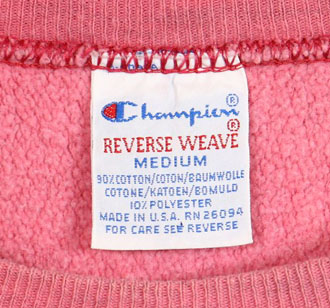 Champion®
REVERSE WEAVE®
MEDIUM
90% COTTON/COTON/BAUMWOLLE
COTONE/KATOEN/BOMULD
10% POLYESTER
MADE IN U.S.A. RN 26094
FOR CARE SEE REVERSE